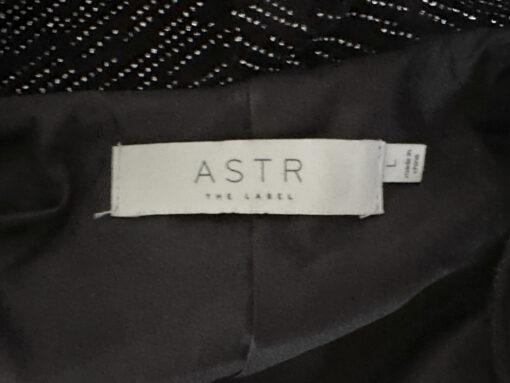 ASTR
THE LABEL
L
made in
china